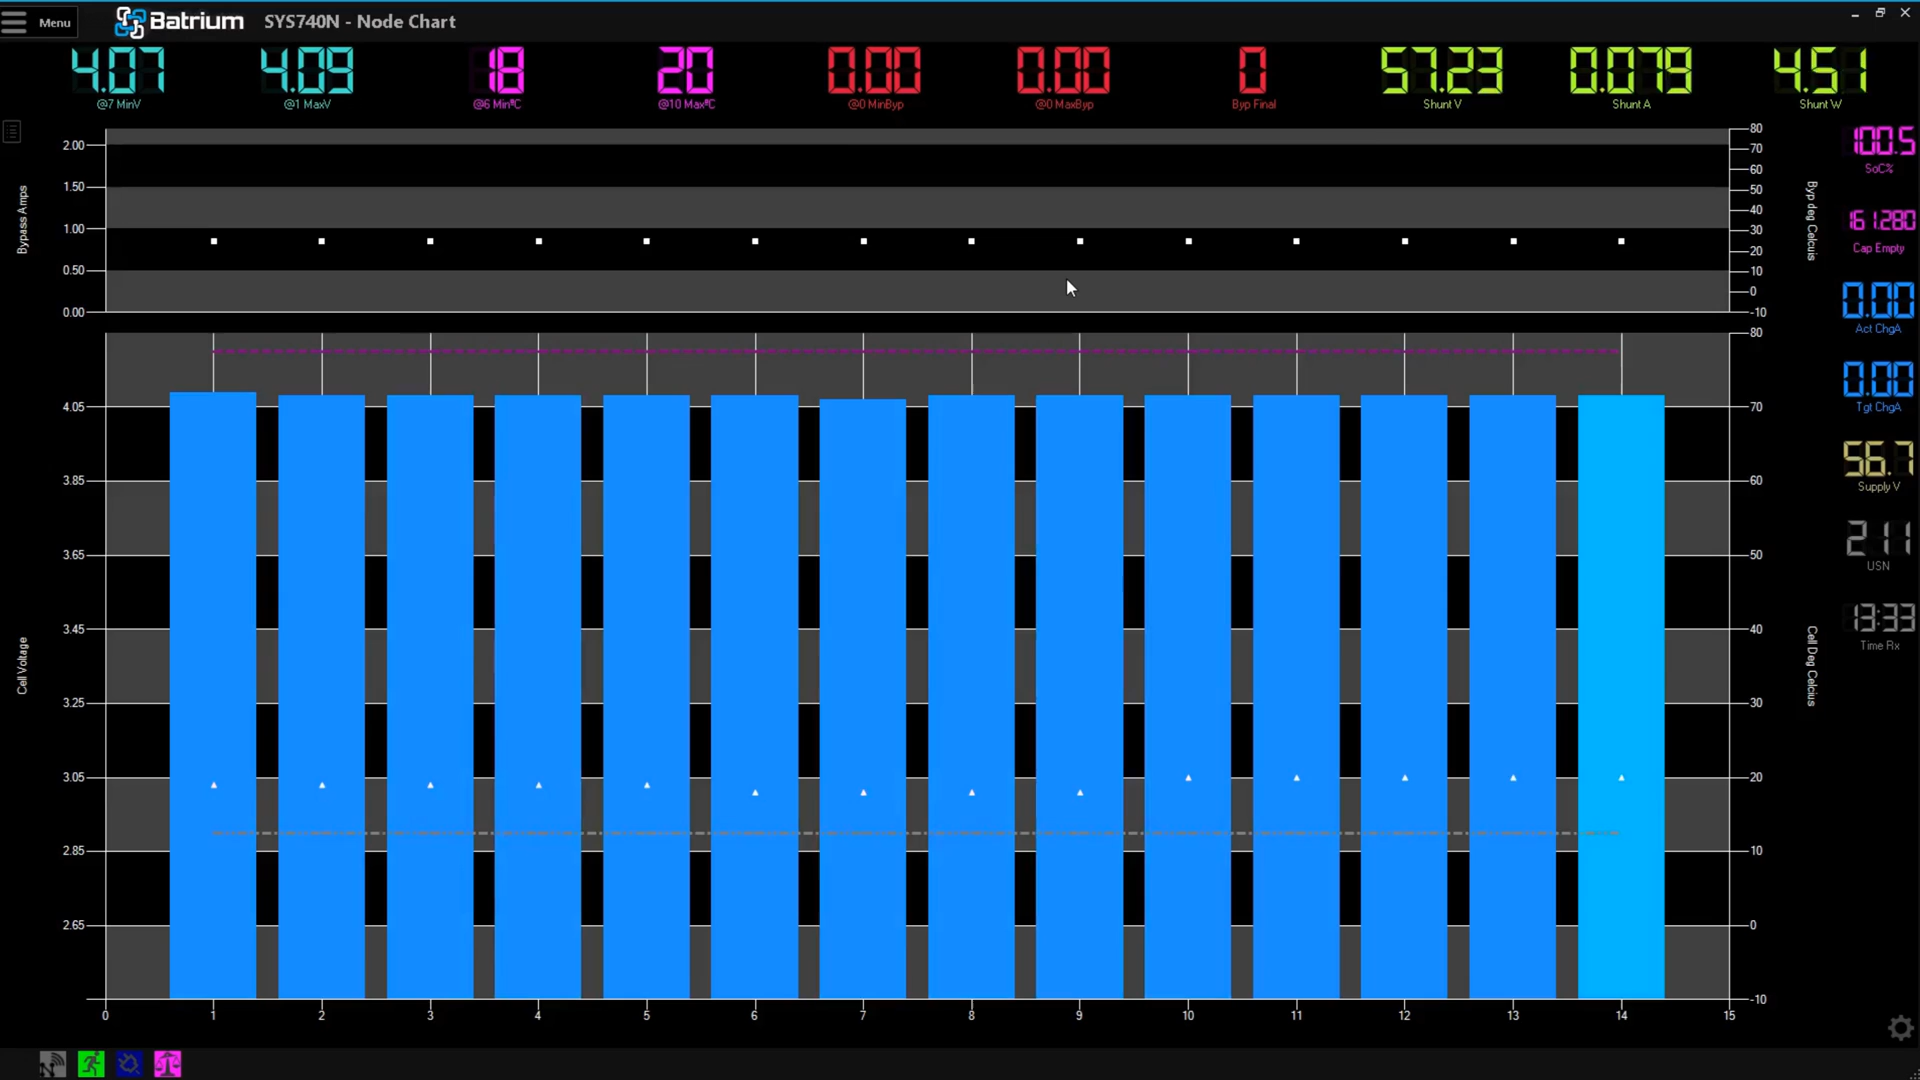 Menu
Batrium
SYS740N - Node Chart
4.07
4.09
18
20
0.00
0.00
0
57.23
0.079
4.51
@7 MinV
@1 MaxV
@6 Min°C
@10 Max°C
@0 MinByp
@0 MaxByp
Byp Final
Shunt V
Shunt A
Shunt W
Bypass Amps
2.00
1.50
1.00
0.50
0.00
80
70
60
50
40
30
20
10
0
-10
Byp deg Celcuis
100.5
SoC%
161.280
Cap Empty
0.00
Act ChgA
0.00
Tgt ChgA
56.7
Supply V
211
USN
13:33
Time Rx
Cell Voltage
4.05
3.85
3.65
3.45
3.25
3.05
2.85
2.65
80
70
60
50
40
30
20
10
0
-10
Cell Deg Celcius
0 1 2 3 4 5 6 7 8 9 10 11 12 13 14 15